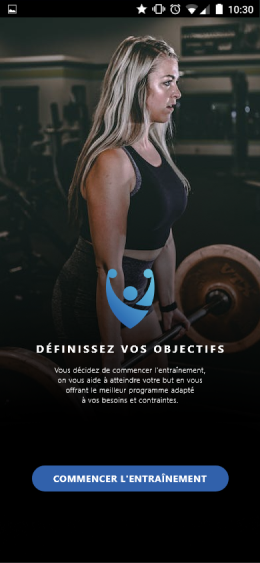 10:30
DÉFINISSEZ VOS OBJECTIFS
Vous décidez de commencer l'entraînement,
on vous aide à atteindre votre but en vous
offrant le meilleur programme adapté
à vos besoins et contraintes.
COMMENCER L'ENTRAÎNEMENT